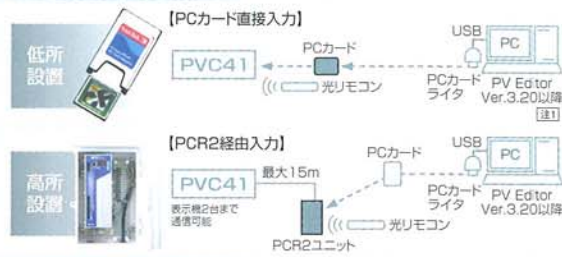 低所
設置
【PCカード直接入力】
PVC41
PCカード
光リモコン
USB
PC
PCカード
ライタ
PV Editor
Ver.3.20以降
注1
高所
設置
【PCR2経由入力】
PVC41
最大15m
表示機2台まで
通信可能
PCR2ユニット
PCカード
光リモコン
USB
PC
PCカード
ライタ
PV Editor
Ver.3.20以降